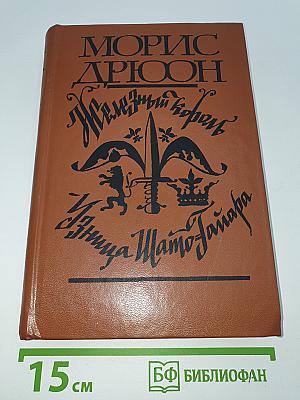 МОРИС
ДРЮОН
Железный король
Узница Шато-Гайара
15 см
БФ БИБЛИОФАН